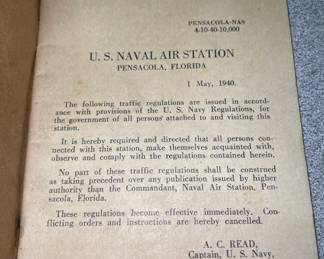 PENSACOLA-NAS
4-10-40-10,000
U. S. NAVAL AIR STATION
PENSACOLA, FLORIDA
1 May, 1940.
The following traffic regulations are issued in accord-
ance with provisions of the U. S. Navy Regulations, for
the government of all persons attached to and visiting this
station.
It is hereby required and directed that all persons con-
nected with this station, make themselves acquainted with,
observe and comply with the regulations contained herein.
No part of these traffic regulations shall be construed
as taking precedent over any publication issued by higher
authority than the Commandant, Naval Air Station, Pen-
sacola, Florida.
These regulations become effective immediately. Con-
flicting orders and instructions are hereby cancelled.
A. C. READ,
Captain, U. S. Navy.